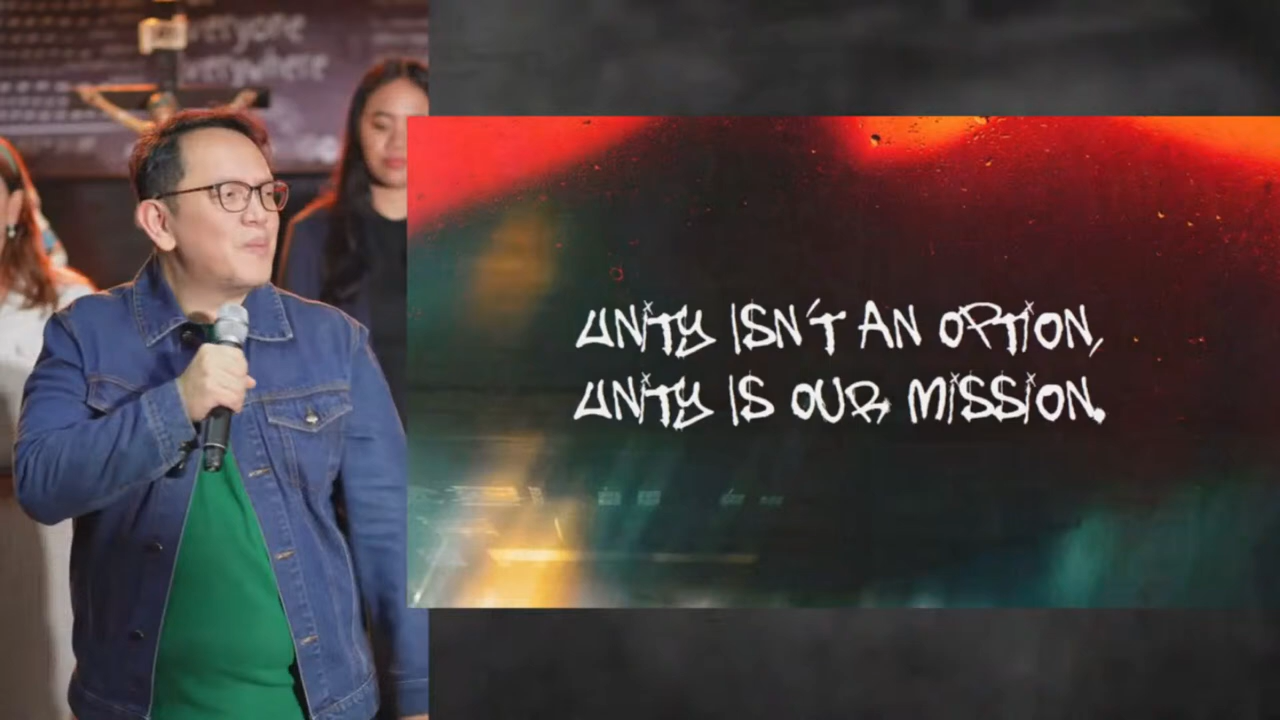 everyone
everywhere
UNITY ISN'T AN OPTION,
UNITY IS OUR MISSION.